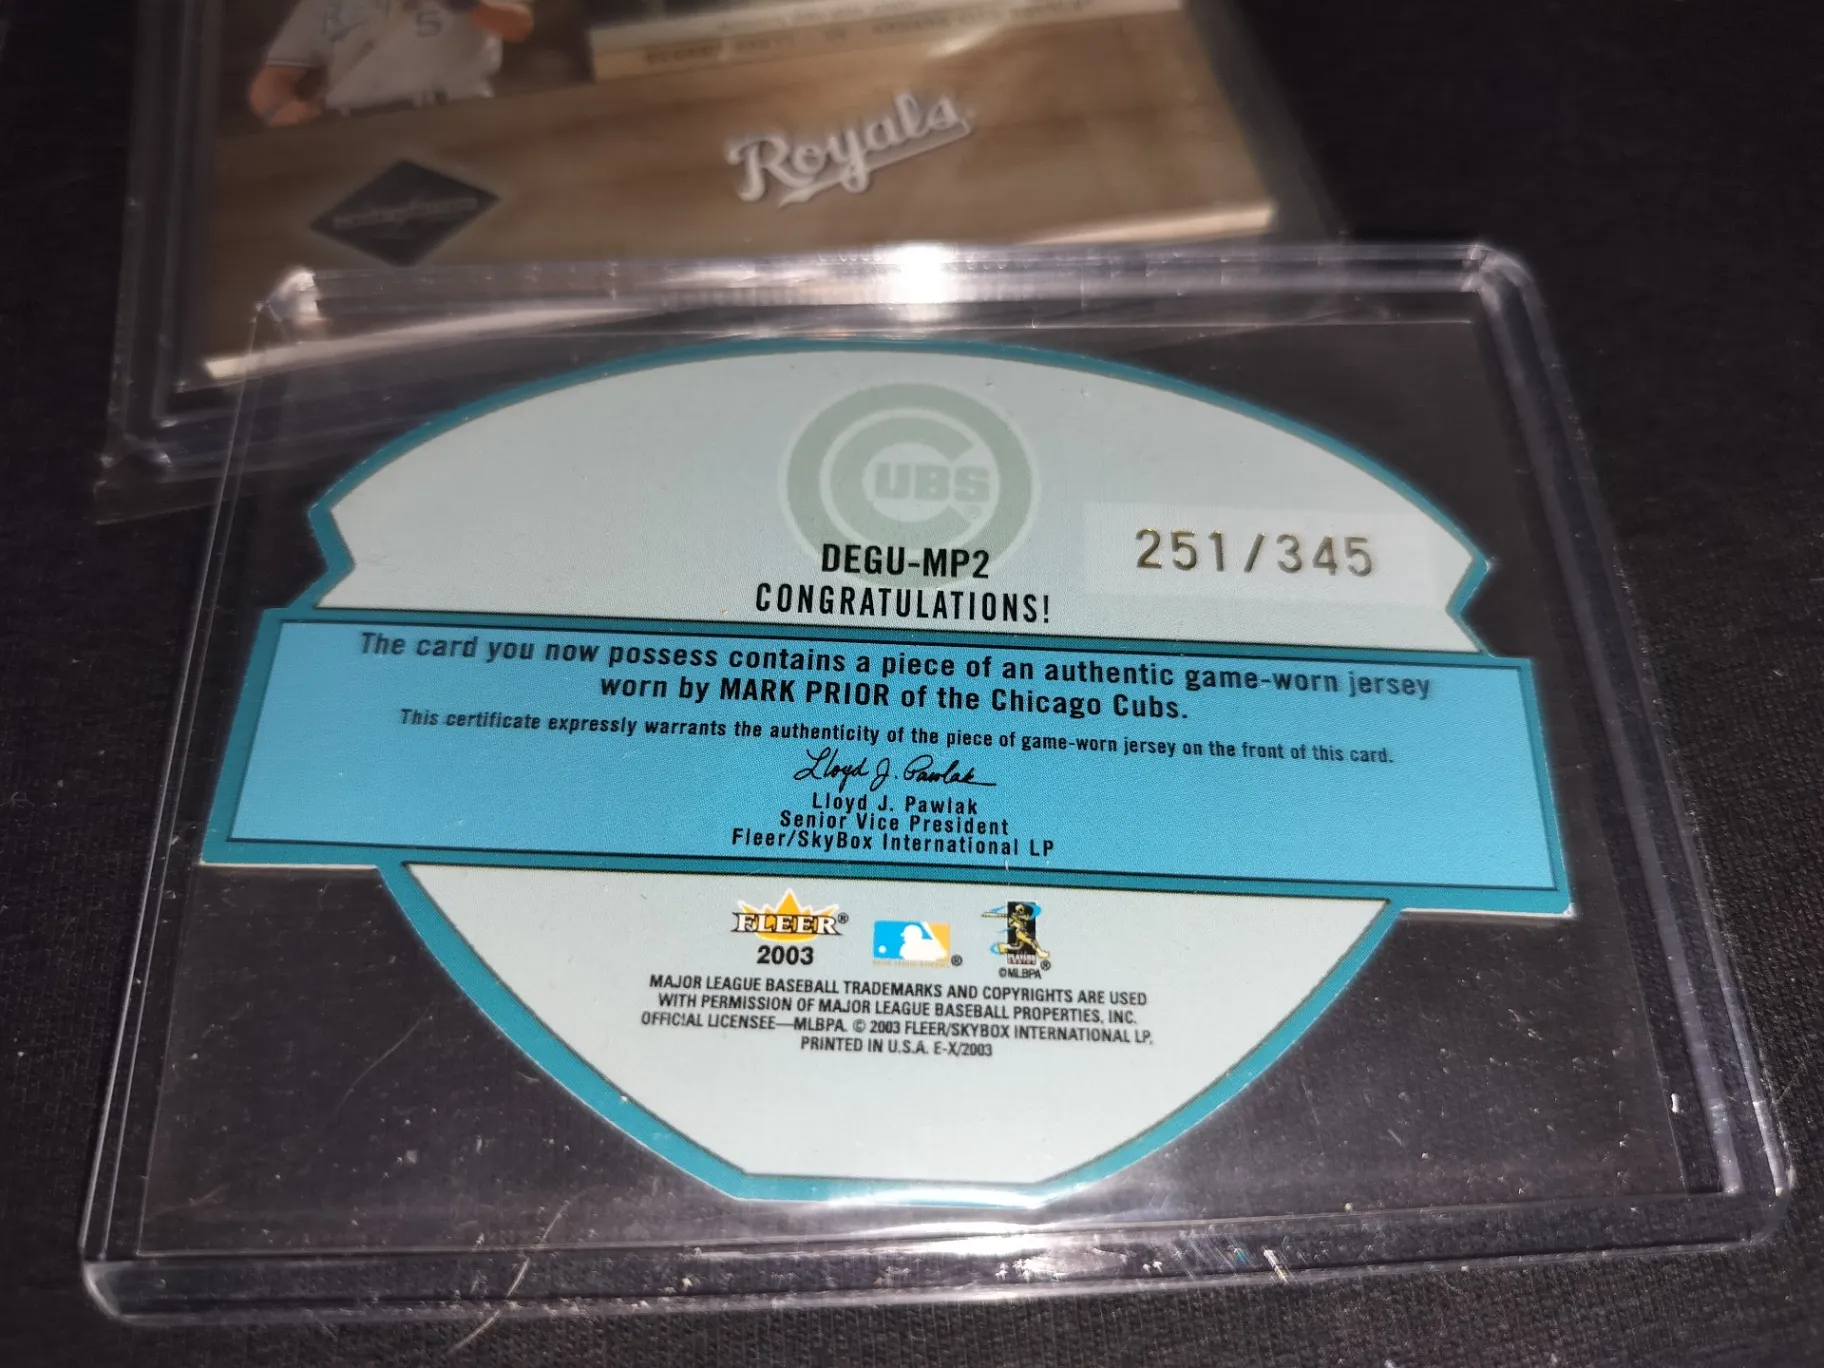 5
Royals
CUBS
DEGU-MP2
251/345
CONGRATULATIONS!
The card you now possess contains a piece of an authentic game-worn jersey
worn by MARK PRIOR of the Chicago Cubs.
This certificate expressly warrants the authenticity of the piece of game-worn jersey on the front of this card.
Lloyd J. Pawlak
Lloyd J. Pawlak
Senior Vice President
Fleer/SkyBox International LP
FLEER®
2003
®
®
©MLBPA
MAJOR LEAGUE BASEBALL TRADEMARKS AND COPYRIGHTS ARE USED
WITH PERMISSION OF MAJOR LEAGUE BASEBALL PROPERTIES, INC.
OFFICIAL LICENSEE—MLBPA. © 2003 FLEER/SKYBOX INTERNATIONAL LP.
PRINTED IN U.S.A. E-X/2003